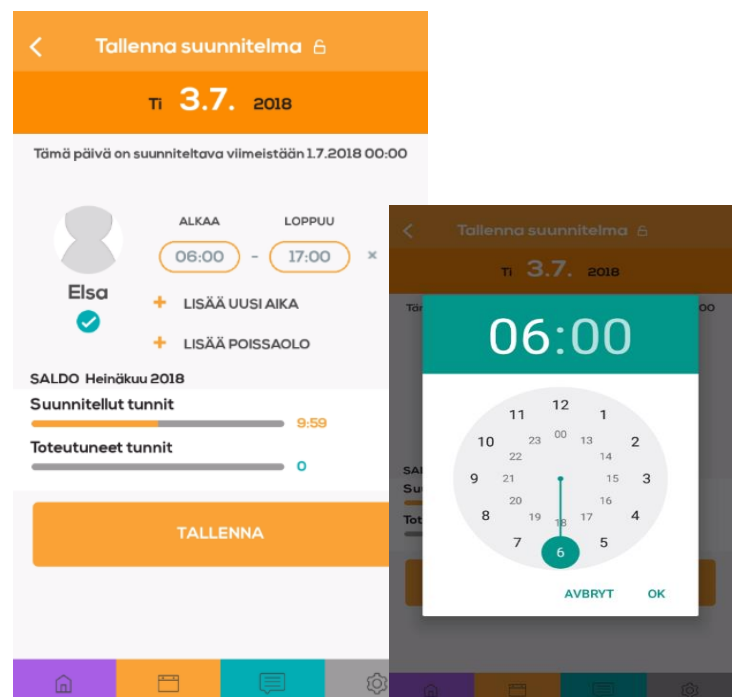 Tallenna suunnitelma
Ti 3.7. 2018
Tämä päivä on suunniteltava viimeistään 1.7.2018 00:00
ALKAA LOPPUU
06:00 - 17:00 ×
Elsa
+ LISÄÄ UUSI AIKA
+ LISÄÄ POISSAOLO
SALDO Heinäkuu 2018
Suunnitellut tunnit
9:59
Toteutuneet tunnit
0
TALLENNA
Tallenna suunnitelma
Ti 3.7. 2018
06:00
12
11 1
00
10 23 13 2
22 14
9 21 15 3
20 16
8 19 18 17 4
7 5
6
AVBRYT OK